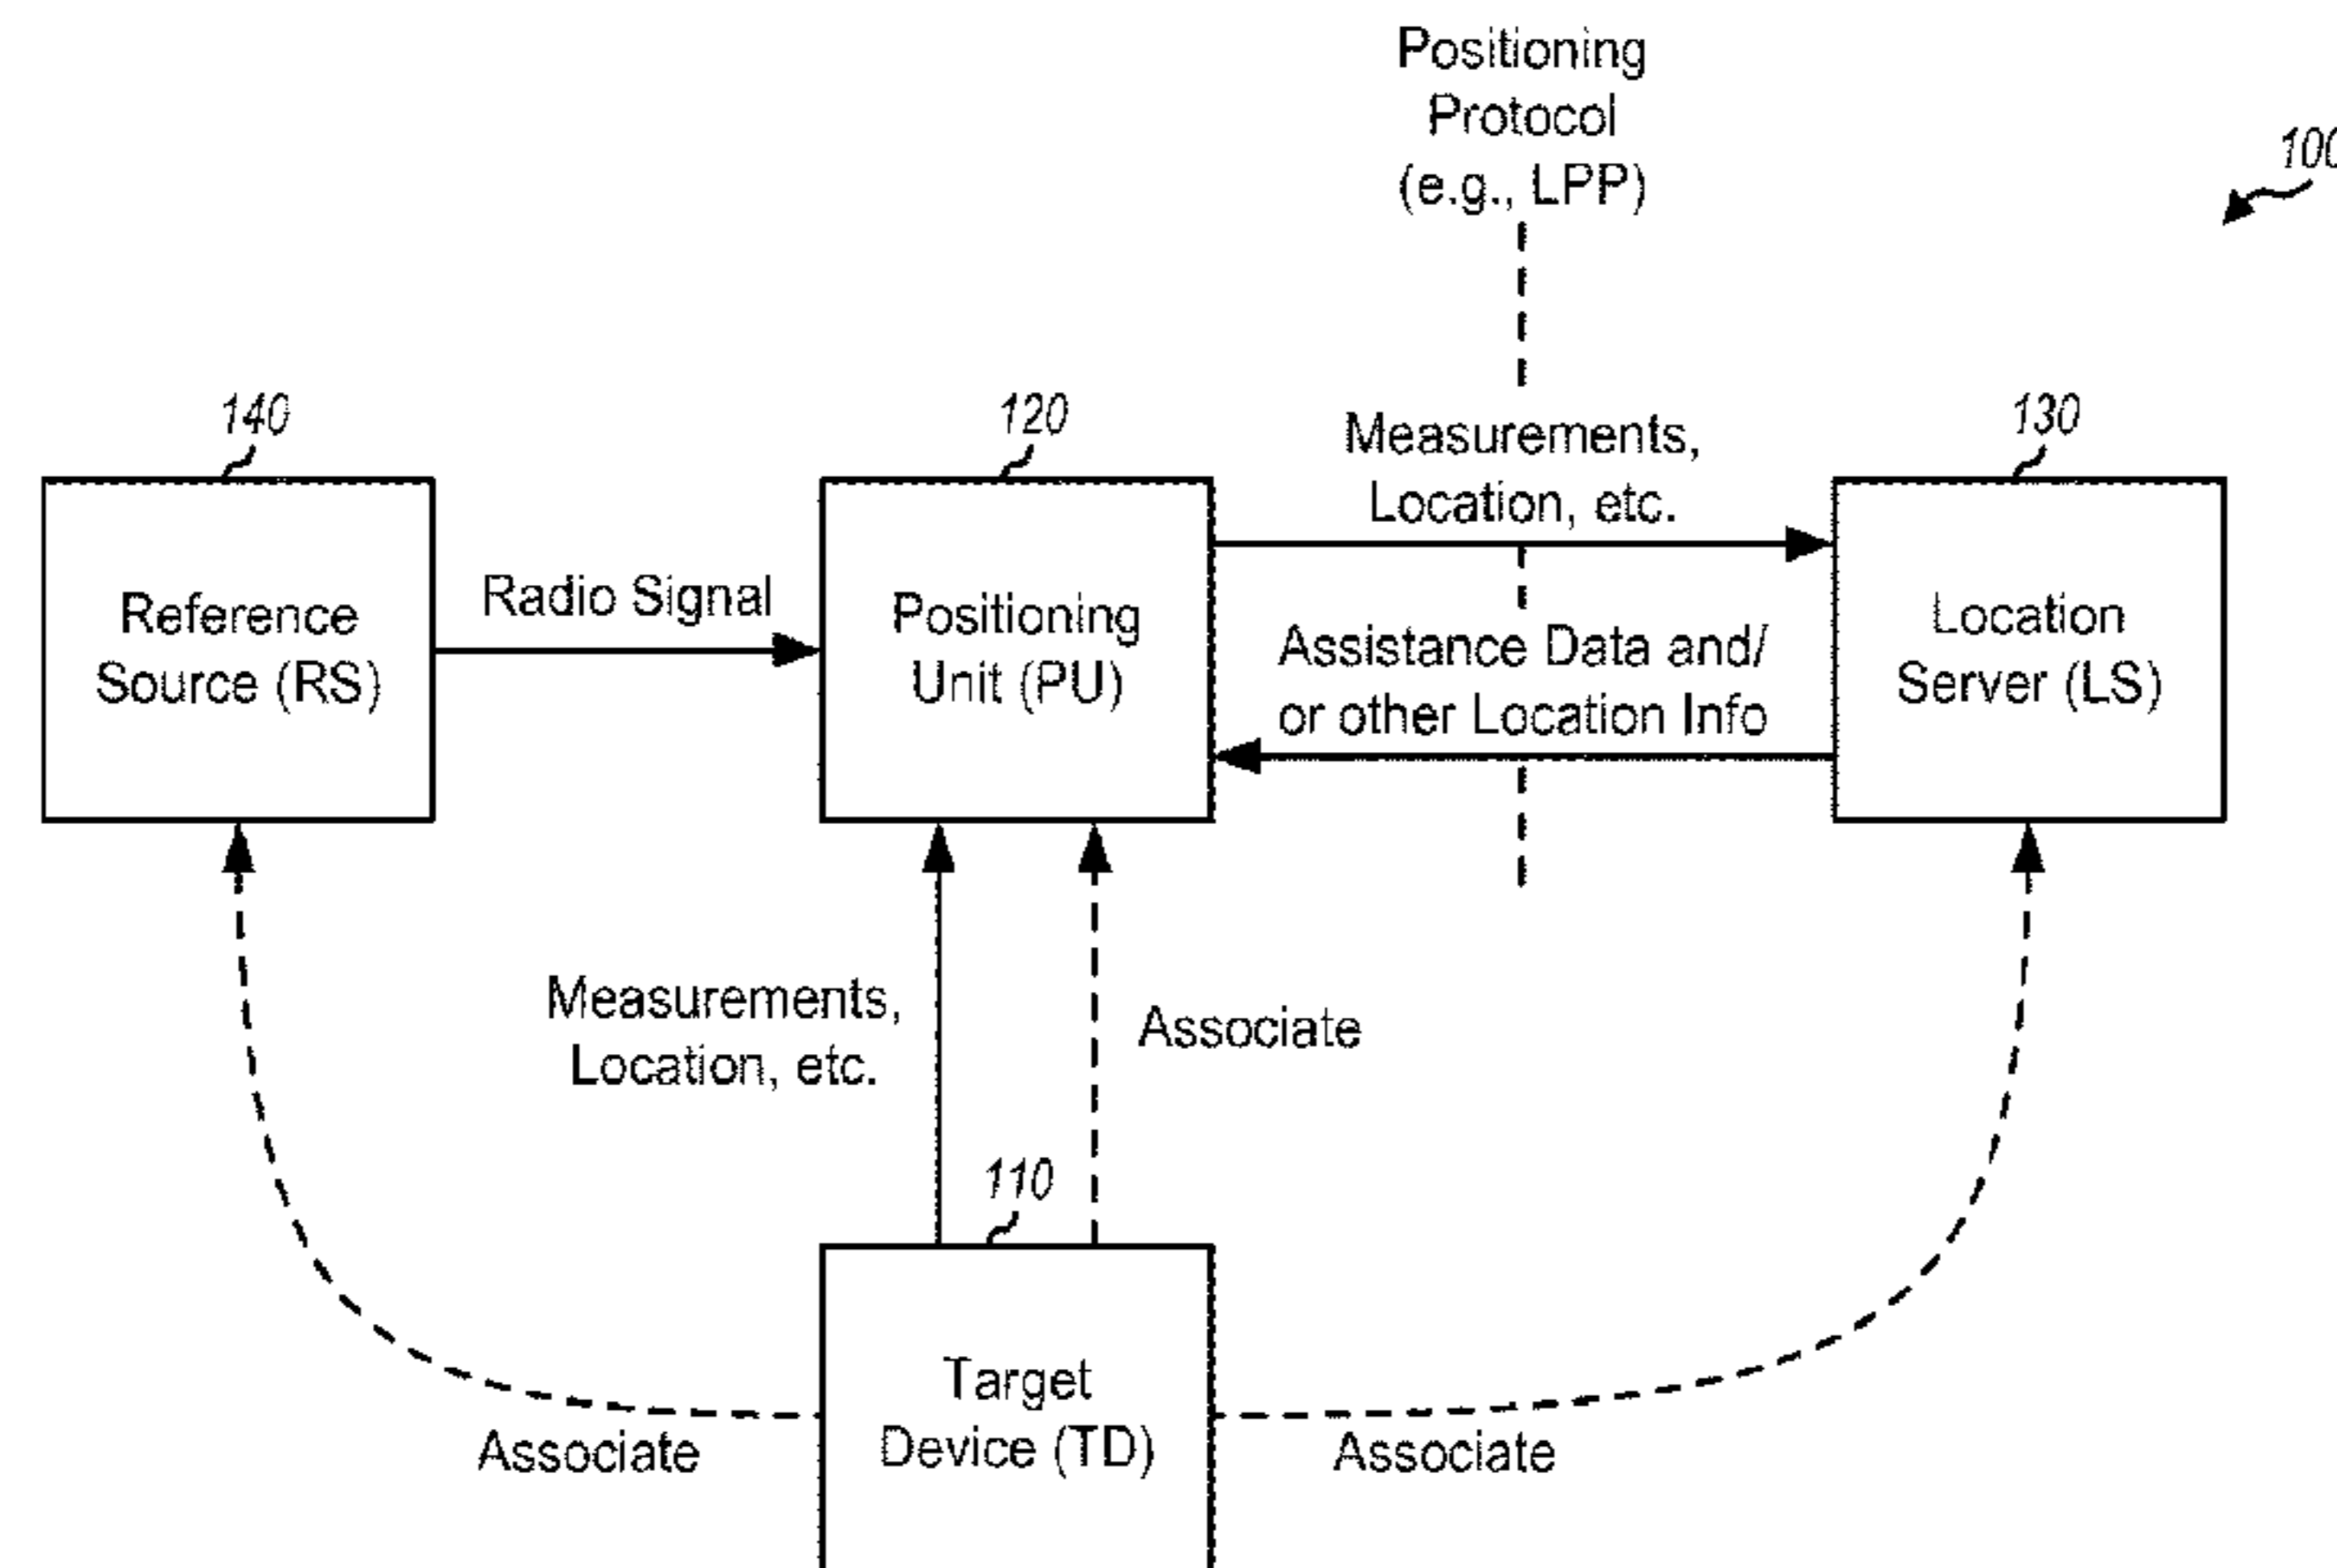 Positioning
Protocol
(e.g., LPP)
100
140
120
130
Measurements,
Location, etc.
Reference
Source (RS)
Radio Signal
Positioning
Unit (PU)
Assistance Data and/
or other Location Info
Location
Server (LS)
Measurements,
Location, etc.
Associate
110
Target
Device (TD)
Associate
Associate